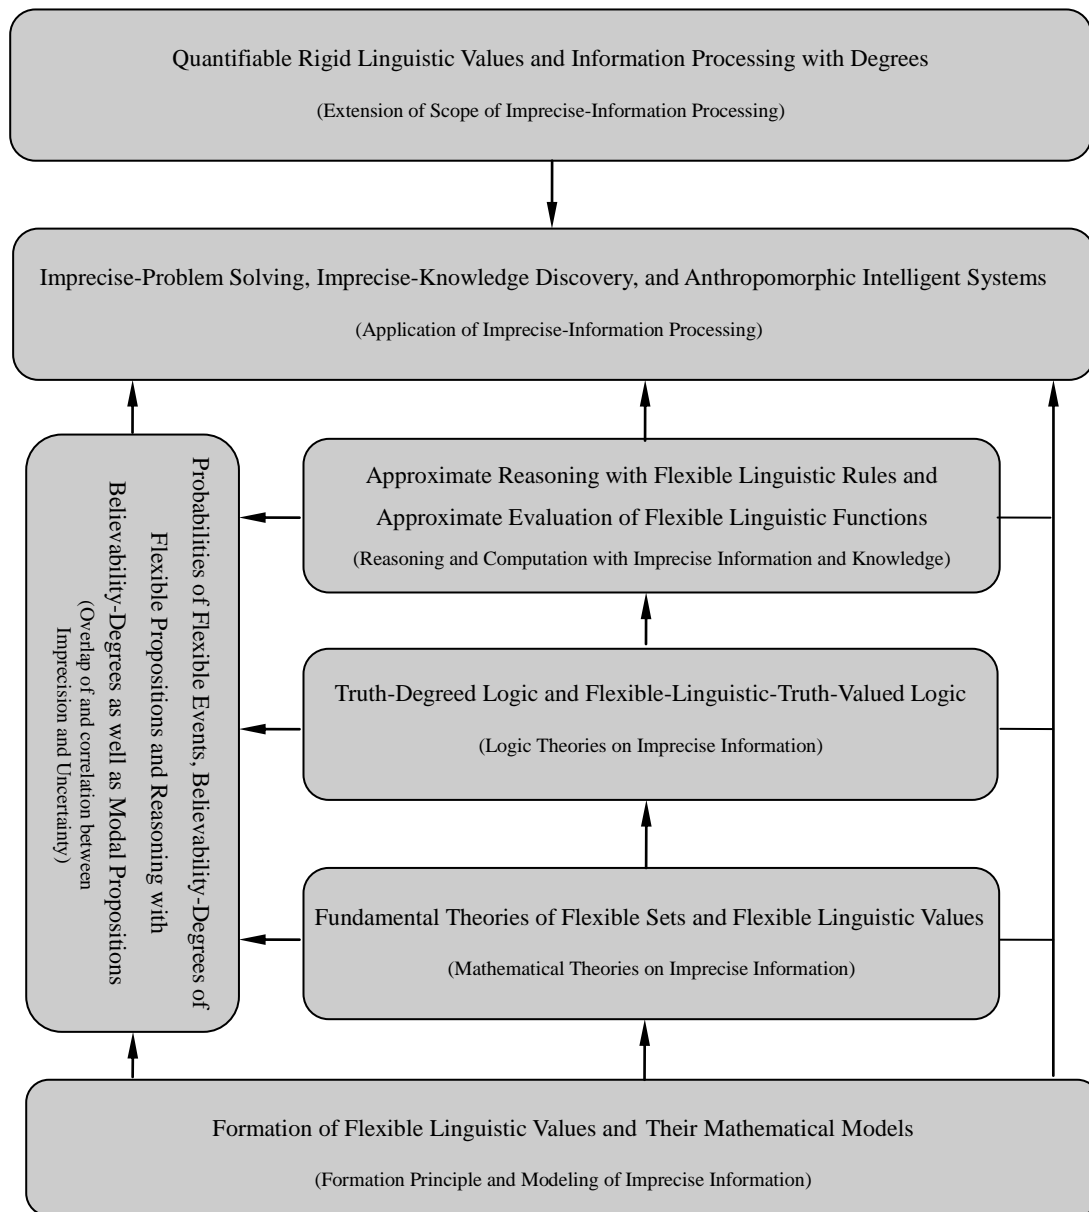 Quantifiable Rigid Linguistic Values and Information Processing with Degrees
(Extension of Scope of Imprecise-Information Processing)
Imprecise-Problem Solving, Imprecise-Knowledge Discovery, and Anthropomorphic Intelligent Systems
(Application of Imprecise-Information Processing)
Probabilities of Flexible Events, Believability-Degrees of
Flexible Propositions and Reasoning with
Believability-Degrees as well as Modal Propositions
(Overlap of and correlation between
Imprecision and Uncertainty)
Approximate Reasoning with Flexible Linguistic Rules and
Approximate Evaluation of Flexible Linguistic Functions
(Reasoning and Computation with Imprecise Information and Knowledge)
Truth-Degreed Logic and Flexible-Linguistic-Truth-Valued Logic
(Logic Theories on Imprecise Information)
Fundamental Theories of Flexible Sets and Flexible Linguistic Values
(Mathematical Theories on Imprecise Information)
Formation of Flexible Linguistic Values and Their Mathematical Models
(Formation Principle and Modeling of Imprecise Information)